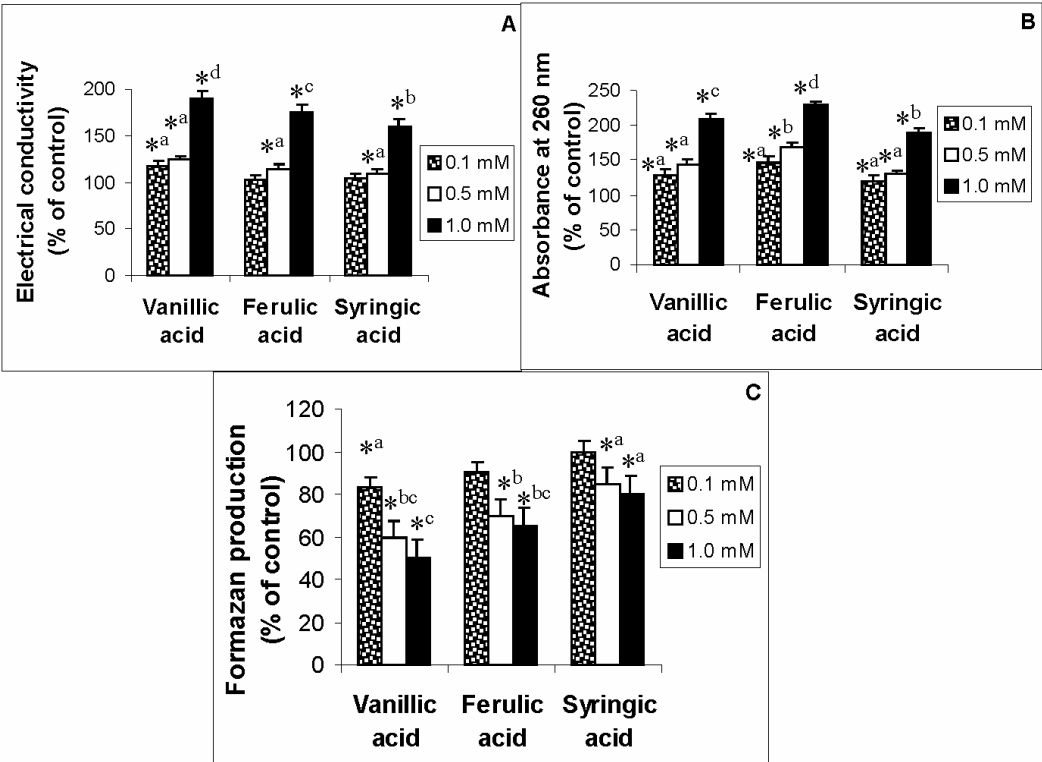 A
Electrical conductivity
(% of control)
200
150
100
50
0
*a
*a
*d
*a
*c
*a
*b
Vanillic
acid
Ferulic
acid
Syringic
acid
0.1 mM
0.5 mM
1.0 mM
B
Absorbance at 260 nm
(% of control)
250
200
150
100
50
0
*a
*a
*c
*a
*b
*d
*a
*a
*b
Vanillic
acid
Ferulic
acid
Syringic
acid
0.1 mM
0.5 mM
1.0 mM
C
Formazan production
(% of control)
120
100
80
60
40
20
0
*a
*bc
*c
*b
*bc
*a
*a
Vanillic
acid
Ferulic
acid
Syringic
acid
0.1 mM
0.5 mM
1.0 mM